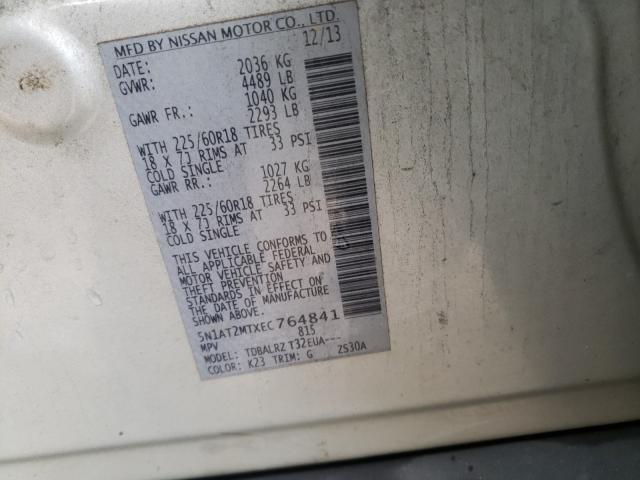 MFD BY NISSAN MOTOR CO., LTD.
DATE: 12/13
GVWR: 2036 KG
4489 LB
GAWR FR.: 1040 KG
2293 LB
WITH 225/60R18 TIRES
18 X 7J RIMS AT 33 PSI
COLD SINGLE
GAWR RR.: 1027 KG
2264 LB
WITH 225/60R18 TIRES
18 X 7J RIMS AT 33 PSI
COLD SINGLE
THIS VEHICLE CONFORMS TO
ALL APPLICABLE FEDERAL
MOTOR VEHICLE SAFETY AND
THEFT PREVENTION
STANDARDS IN EFFECT ON
THE DATE OF MANUFACTURE
SHOWN ABOVE.
5N1AT2MTXEC764841
MPV 815
MODEL: TDBALRZ T32EUA---
COLOR: K23 TRIM: G ZS30A